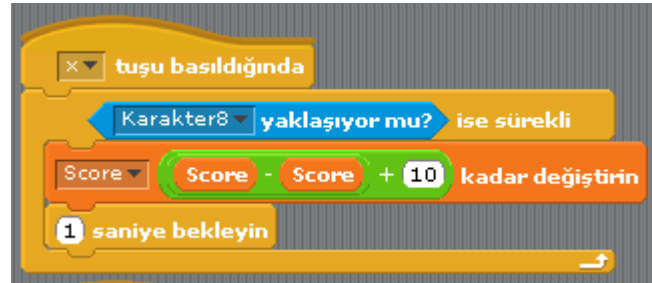 x tuşu basıldığında
Karakter8 yaklaşıyor mu? ise sürekli
Score Score - Score + 10 kadar değiştirin
1 saniye bekleyin